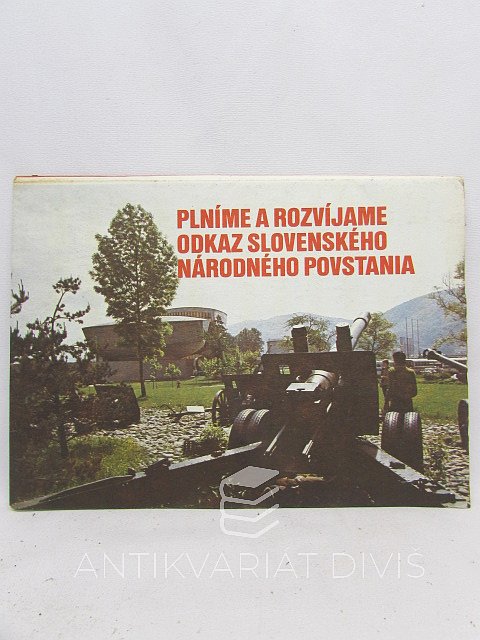 PLNÍME A ROZVÍJAME
ODKAZ SLOVENSKÉHO
NÁRODNÉHO POVSTANIA
ANTIKVARIÁT DIVIŠ